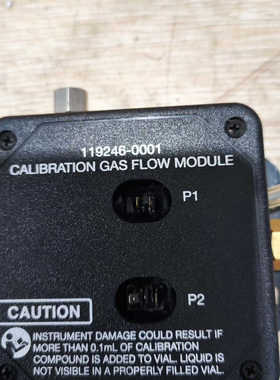 119246-0001
CALIBRATION GAS FLOW MODULE
P1
P2
CAUTION
INSTRUMENT DAMAGE COULD RESULT IF
MORE THAN 0.1mL OF CALIBRATION
COMPOUND IS ADDED TO VIAL. LIQUID IS
NOT VISIBLE IN A PROPERLY FILLED VIAL.